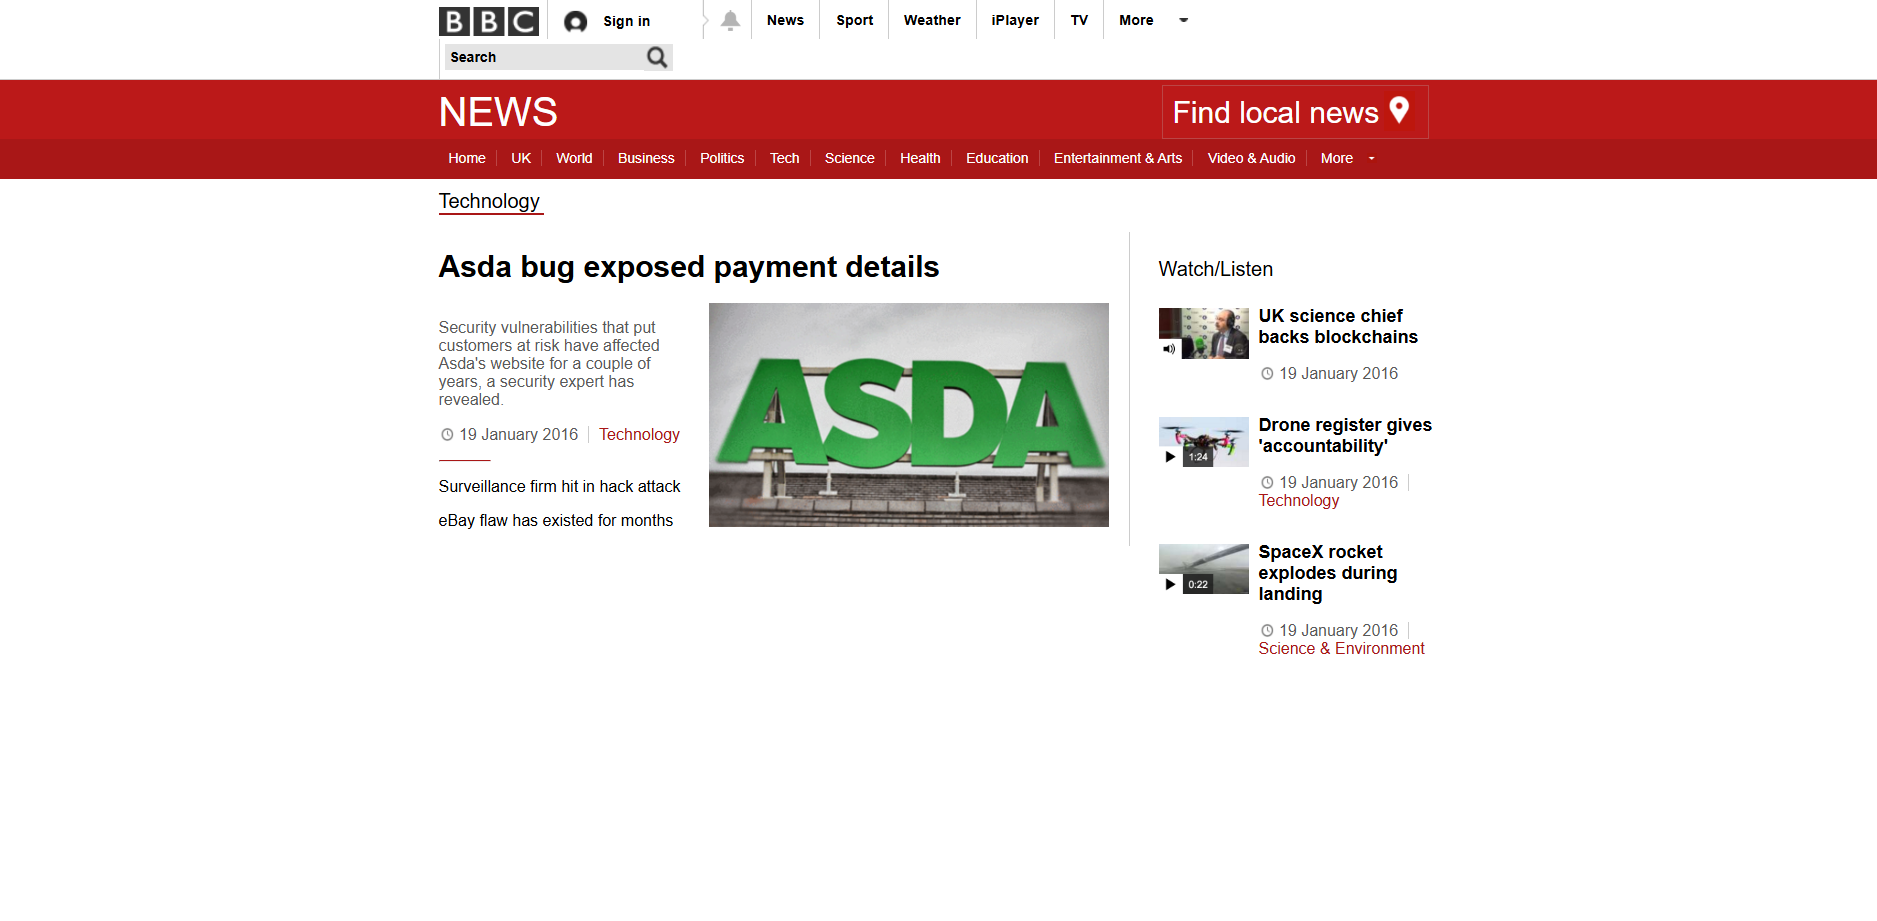 BBC
Sign in
News
Sport
Weather
iPlayer
TV
More
Search
NEWS
Find local news
Home
UK
World
Business
Politics
Tech
Science
Health
Education
Entertainment & Arts
Video & Audio
More
Technology
Asda bug exposed payment details
Security vulnerabilities that put
customers at risk have affected
Asda's website for a couple of
years, a security expert has
revealed.
19 January 2016
Technology
Surveillance firm hit in hack attack
eBay flaw has existed for months
ASDA
Watch/Listen
UK science chief
backs blockchains
19 January 2016
1:24
Drone register gives
'accountability'
19 January 2016
Technology
0:22
SpaceX rocket
explodes during
landing
19 January 2016
Science & Environment